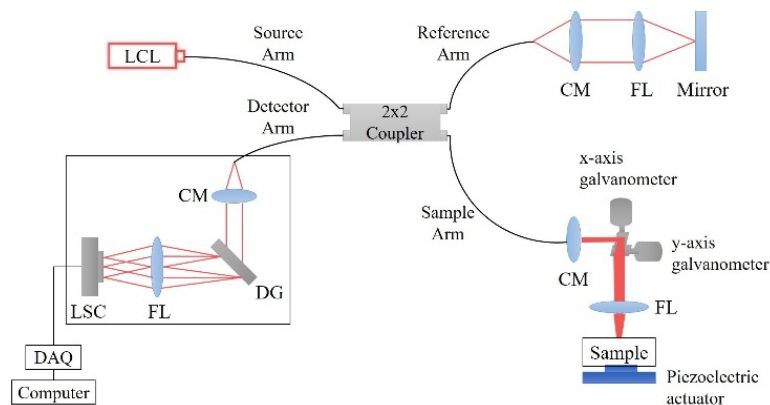 LCL
Source
Arm
Detector
Arm
2x2
Coupler
Reference
Arm
CM
FL
Mirror
CM
LSC
FL
DG
DAQ
Computer
Sample
Arm
x-axis
galvanometer
y-axis
galvanometer
CM
FL
Sample
Piezoelectric
actuator